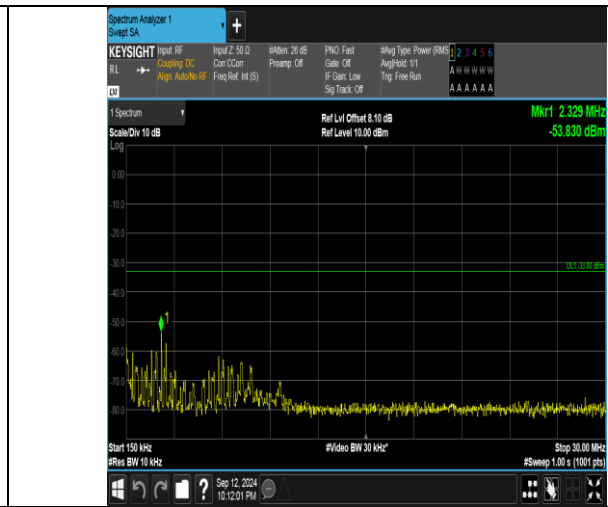 Spectrum Analyzer 1
Swept SA
+
KEYSIGHT Input: RF Input Z: 50 Ω #Atten: 26 dB PNO: Fast #Avg Type: Power (RMS 1 2 3 4 5 6
RL Coupling: DC Corr CCorr Preamp: Off Gate: Off Avg|Hold: 1/1 A W W W W W
Align: Auto/No RF Freq Ref: Int (S) IF Gain: Low Trig: Free Run
Sig Track: Off A A A A A A
LXI
1 Spectrum
Scale/Div 10 dB
Ref Lvl Offset 8.10 dB
Ref Level 10.00 dBm
Mkr1 2.329 MHz
-53.830 dBm
Log
0.00
-10.0
-20.0
-30.0
DL1 -33.00 dBm
-40.0
-50.0
1
-60.0
-70.0
-80.0
Start 150 kHz #Video BW 30 kHz* Stop 30.00 MHz
#Res BW 10 kHz #Sweep 1.00 s (1001 pts)
? Sep 12, 2024
10:12:01 PM